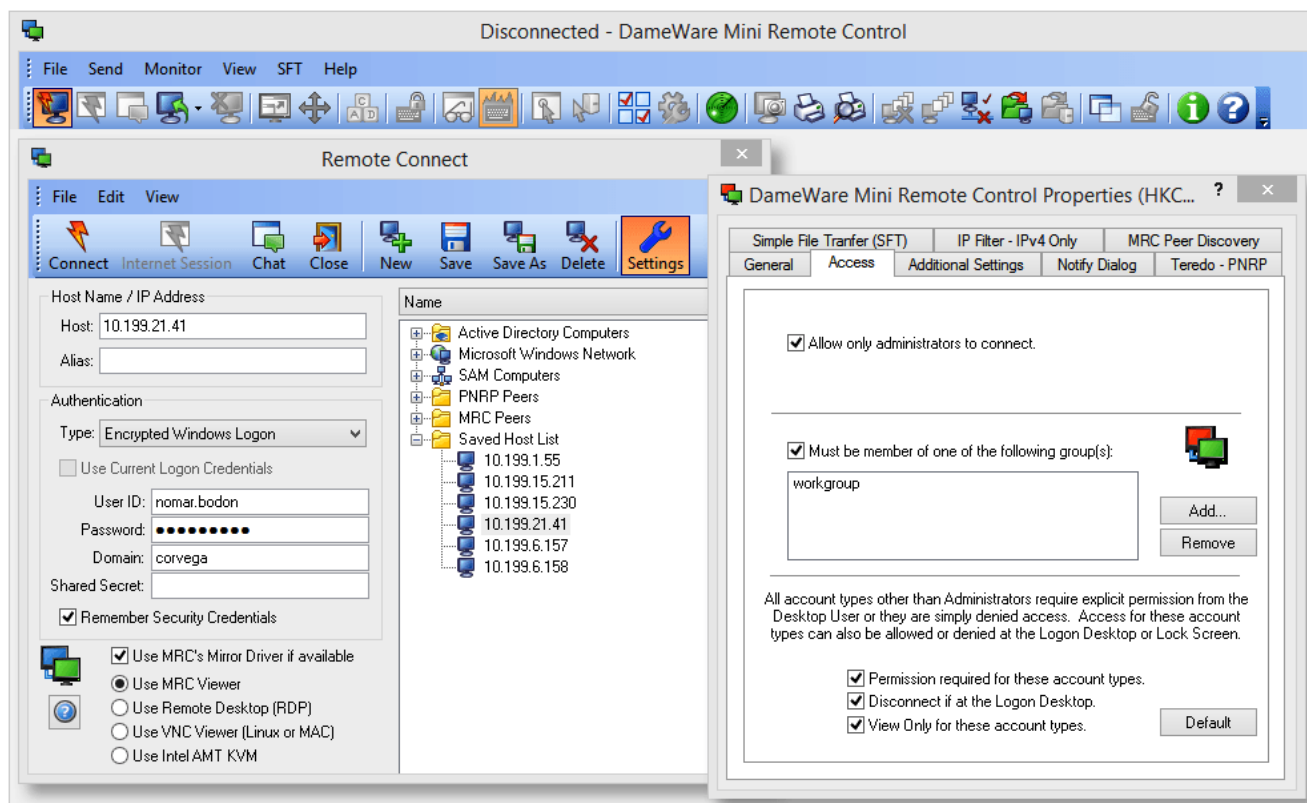 Disconnected - DameWare Mini Remote Control
File Send Monitor View SFT Help
Remote Connect
File Edit View
Connect Internet Session Chat Close New Save Save As Delete Settings
Host Name / IP Address
Host: 10.199.21.41
Alias:
Authentication
Type: Encrypted Windows Logon
Use Current Logon Credentials
User ID: nomar.bodon
Password: ●●●●●●●●●
Domain: corvega
Shared Secret:
Remember Security Credentials
Use MRC's Mirror Driver if available
Use MRC Viewer
Use Remote Desktop (RDP)
Use VNC Viewer (Linux or MAC)
Use Intel AMT KVM
Name
Active Directory Computers
Microsoft Windows Network
SAM Computers
PNRP Peers
MRC Peers
Saved Host List
10.199.1.55
10.199.15.211
10.199.15.230
10.199.21.41
10.199.6.157
10.199.6.158
DameWare Mini Remote Control Properties (HKC... ?
Simple File Tranfer (SFT) IP Filter - IPv4 Only MRC Peer Discovery
General Access Additional Settings Notify Dialog Teredo - PNRP
Allow only administrators to connect.
Must be member of one of the following group(s):
workgroup
Add...
Remove
All account types other than Administrators require explicit permission from the
Desktop User or they are simply denied access. Access for these account
types can also be allowed or denied at the Logon Desktop or Lock Screen.
Permission required for these account types.
Disconnect if at the Logon Desktop.
View Only for these account types.
Default